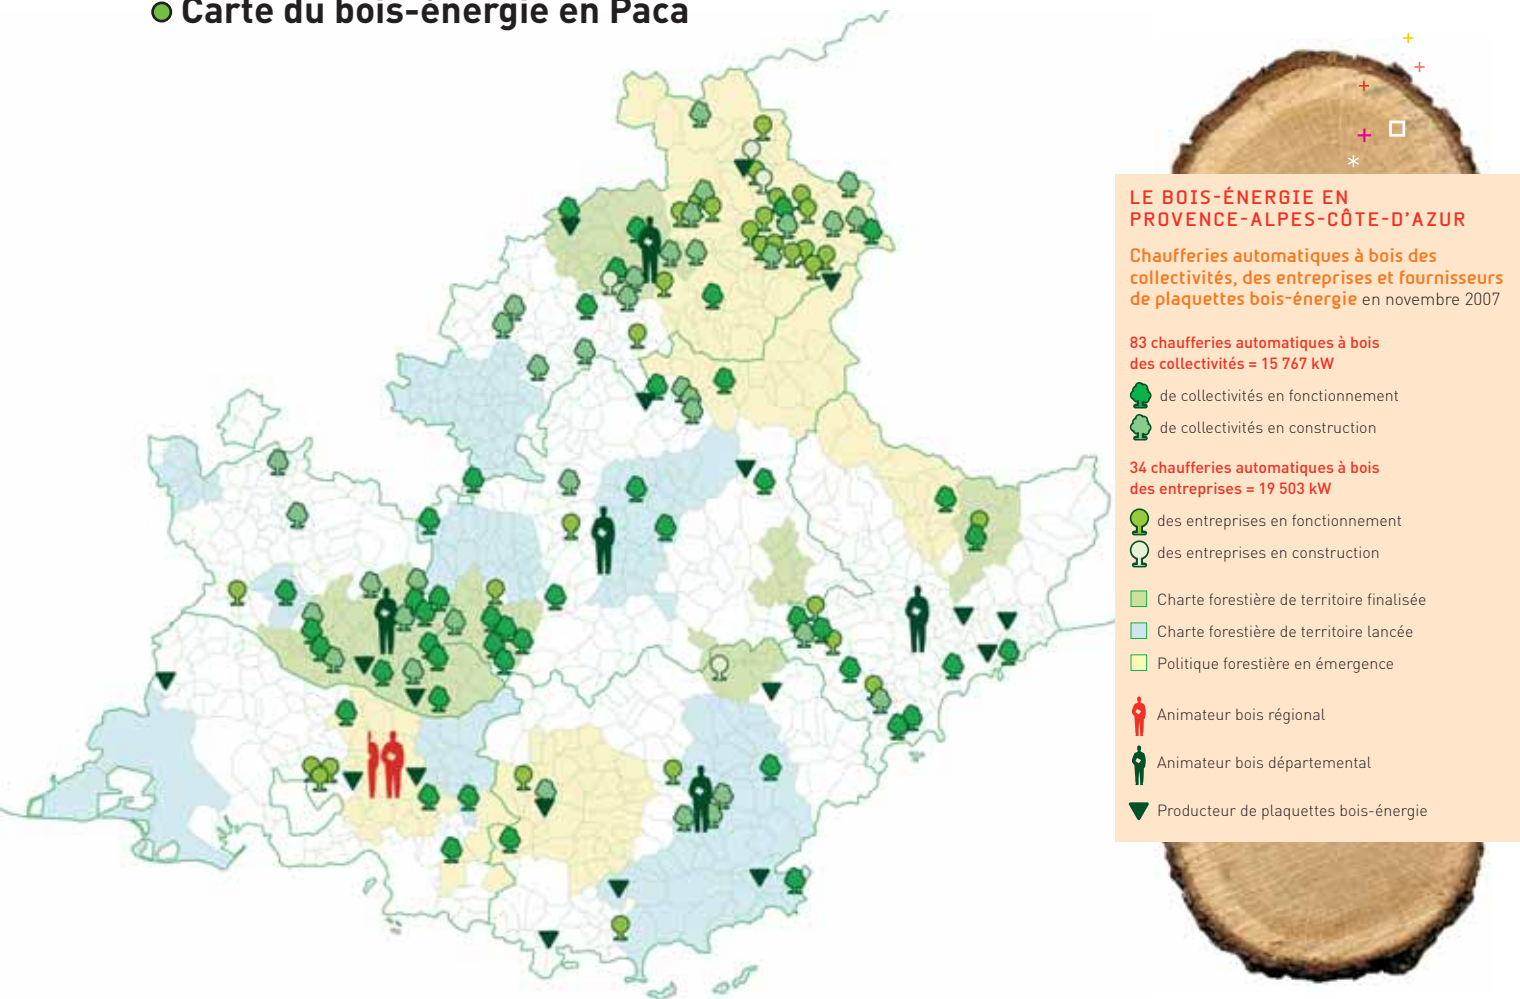 Carte du bois-énergie en Paca
LE BOIS-ÉNERGIE EN
PROVENCE-ALPES-CÔTE-D'AZUR
Chaufferies automatiques à bois des
collectivités, des entreprises et fournisseurs
de plaquettes bois-énergie en novembre 2007
83 chaufferies automatiques à bois
des collectivités = 15 767 kW
de collectivités en fonctionnement
de collectivités en construction
34 chaufferies automatiques à bois
des entreprises = 19 503 kW
des entreprises en fonctionnement
des entreprises en construction
Charte forestière de territoire finalisée
Charte forestière de territoire lancée
Politique forestière en émergence
Animateur bois régional
Animateur bois départemental
Producteur de plaquettes bois-énergie